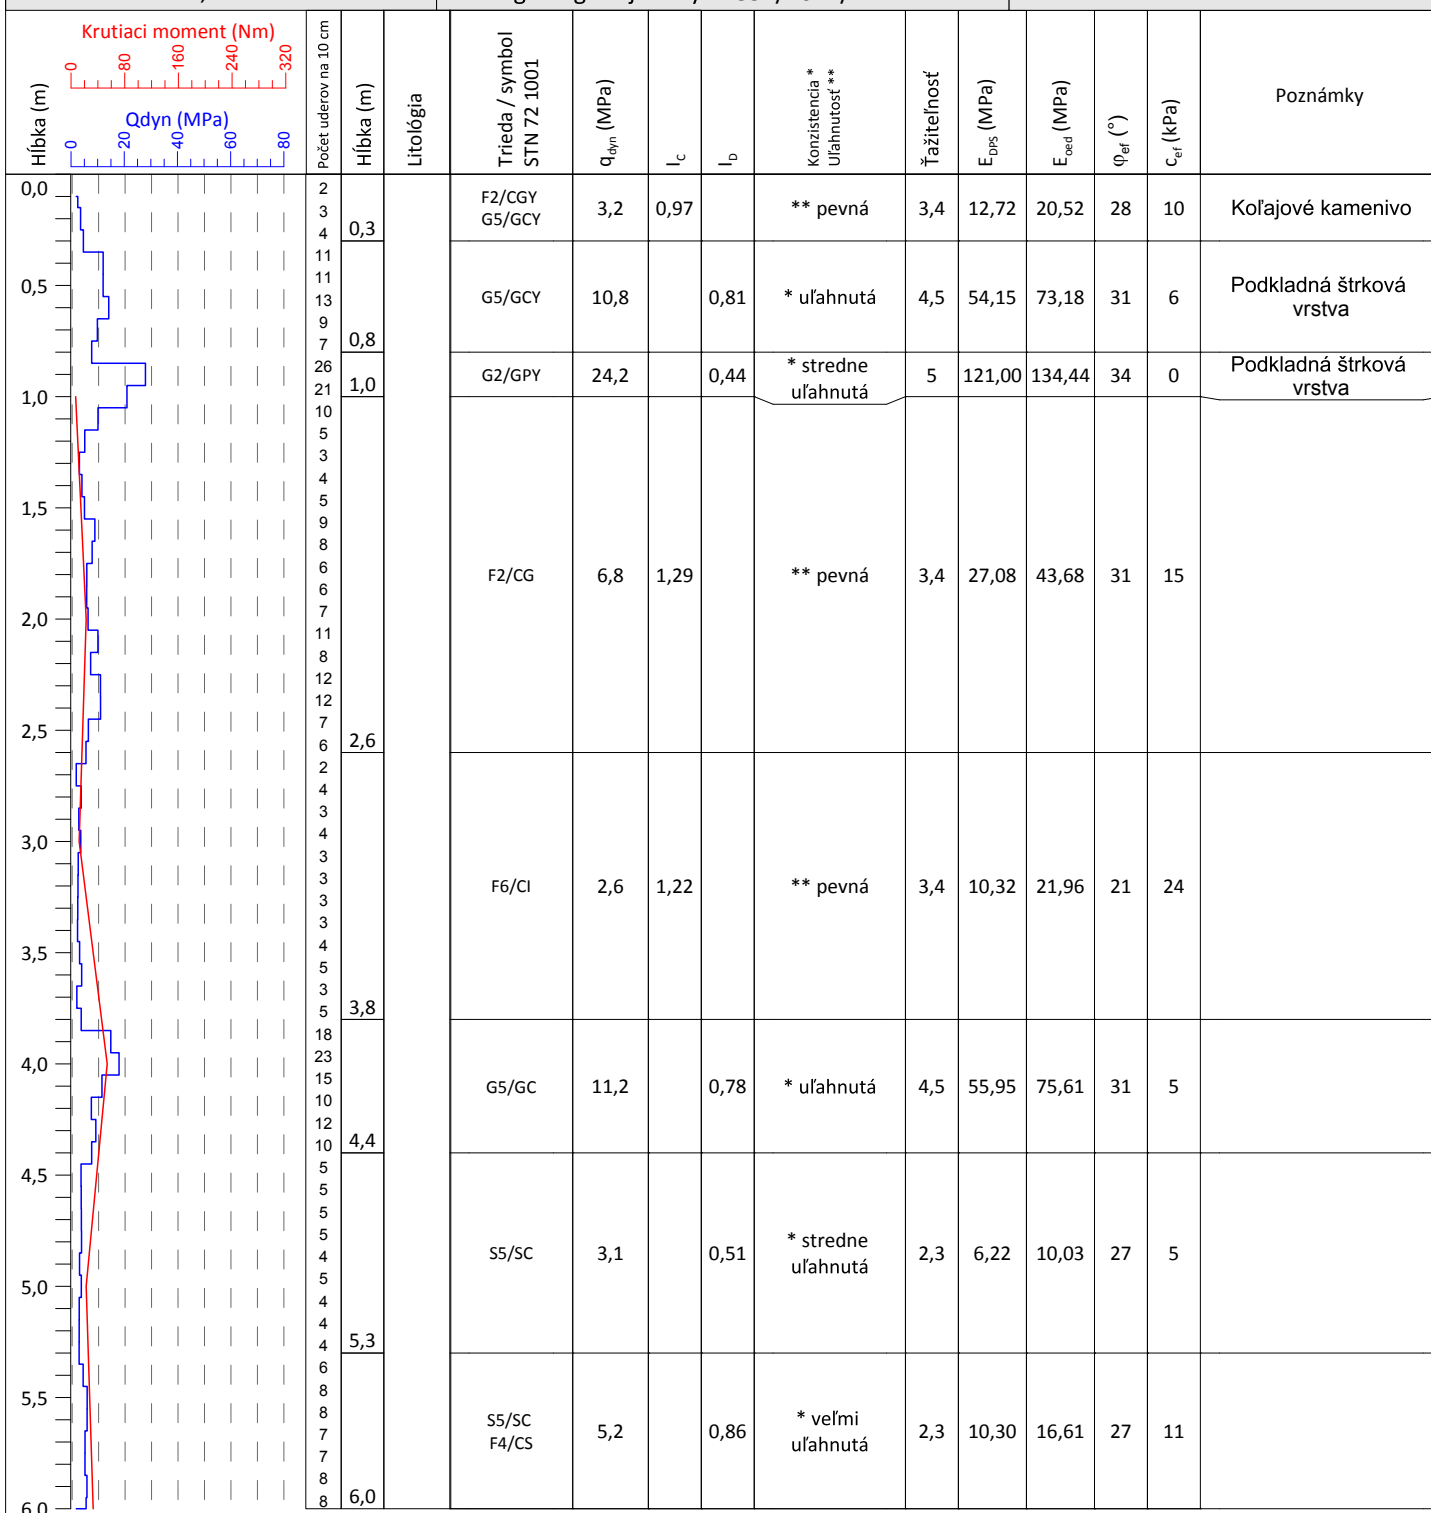 Krutiaci moment (Nm)
0 80 160 240 320
Qdyn (MPa)
0 20 40 60 80
Hĺbka (m)
Počet uderov na 10 cm
Hĺbka (m)
Litológia
Trieda / symbol
STN 72 1001
qdyn (MPa)
IC
ID
Konzistencia *
Uľahnutosť **
Ťažiteľnosť
EDPS (MPa)
Eoed (MPa)
φef (°)
cef (kPa)
Poznámky
0,0
0,5
1,0
1,5
2,0
2,5
3,0
3,5
4,0
4,5
5,0
5,5
6,0
2
3
4
0,3
F2/CGY
G5/GCY
3,2 0,97 ** pevná 3,4 12,72 20,52 28 10 Koľajové kamenivo
11
11
13
9
7
0,8
G5/GCY 10,8 0,81 * uľahnutá 4,5 54,15 73,18 31 6
Podkladná štrková
vrstva
26
21
1,0
G2/GPY 24,2 0,44
* stredne
uľahnutá
5 121,00 134,44 34 0
Podkladná štrková
vrstva
10
5
3
4
5
9
8
6
6
7
11
8
12
12
7
6
2,6
F2/CG 6,8 1,29 ** pevná 3,4 27,08 43,68 31 15
2
4
3
4
3
3
3
3
4
5
3
5
3,8
F6/CI 2,6 1,22 ** pevná 3,4 10,32 21,96 21 24
18
23
15
10
12
10
4,4
G5/GC 11,2 0,78 * uľahnutá 4,5 55,95 75,61 31 5
5
5
5
5
4
5
4
4
4
5,3
S5/SC 3,1 0,51
* stredne
uľahnutá
2,3 6,22 10,03 27 5
6
8
8
7
7
8
8
6,0
S5/SC
F4/CS
5,2 0,86
* veľmi
uľahnutá
2,3 10,30 16,61 27 11